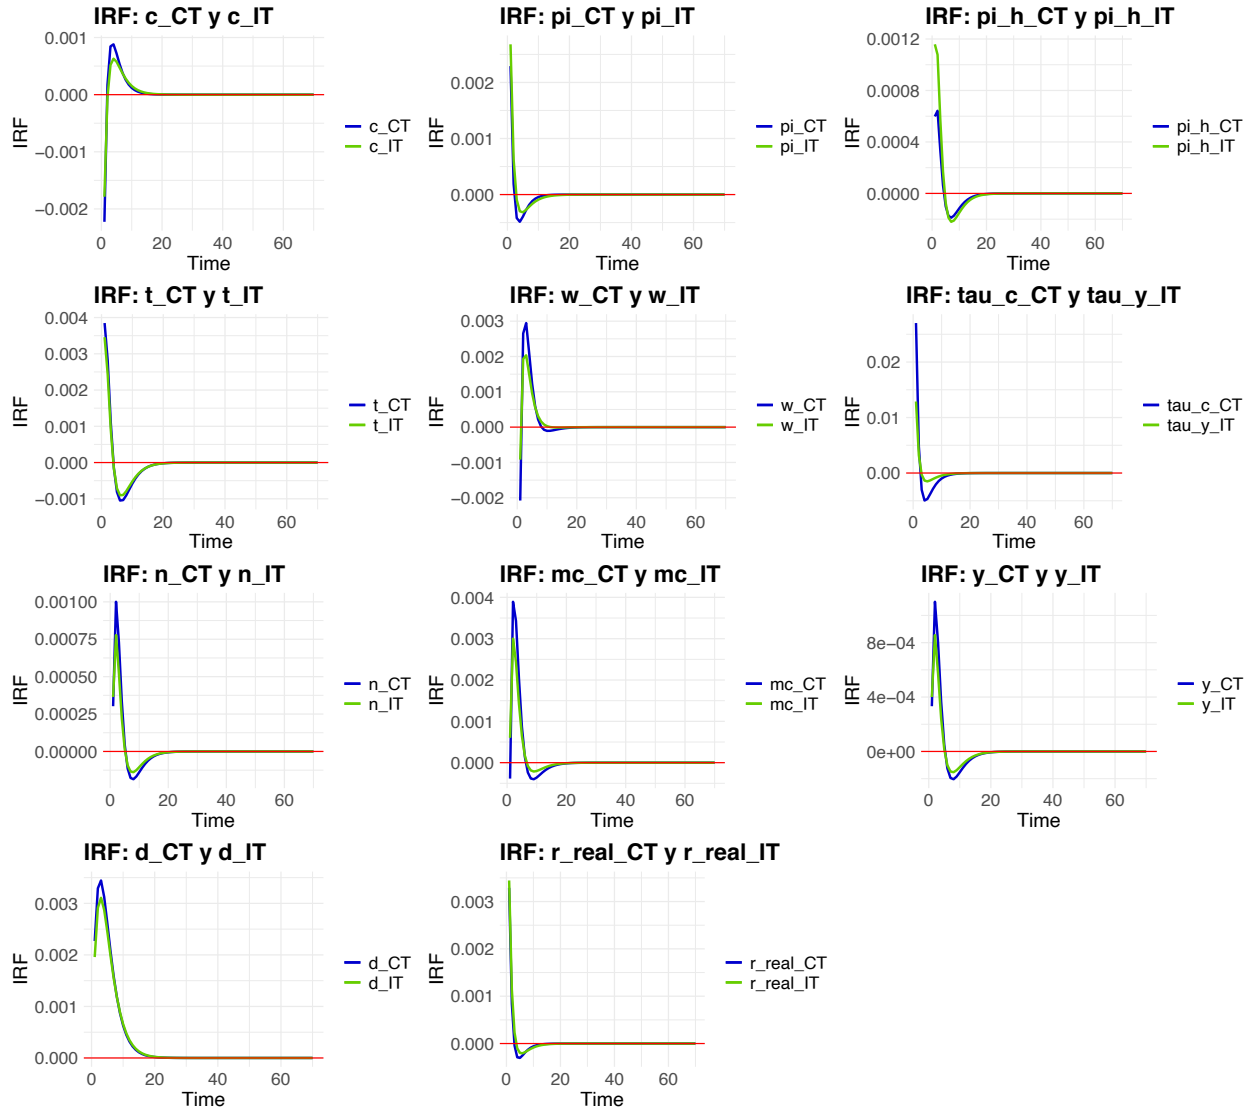 IRF: c_CT y c_IT
0.001
0.000
−0.001
−0.002
IRF
0 20 40 60
Time
c_CT
c_IT
IRF: pi_CT y pi_IT
0.002
0.001
0.000
IRF
0 20 40 60
Time
pi_CT
pi_IT
IRF: pi_h_CT y pi_h_IT
0.0012
0.0008
0.0004
0.0000
IRF
0 20 40 60
Time
pi_h_CT
pi_h_IT
IRF: t_CT y t_IT
0.004
0.003
0.002
0.001
0.000
−0.001
IRF
0 20 40 60
Time
t_CT
t_IT
IRF: w_CT y w_IT
0.003
0.002
0.001
0.000
−0.001
−0.002
IRF
0 20 40 60
Time
w_CT
w_IT
IRF: tau_c_CT y tau_y_IT
0.02
0.01
0.00
IRF
0 20 40 60
Time
tau_c_CT
tau_y_IT
IRF: n_CT y n_IT
0.00100
0.00075
0.00050
0.00025
0.00000
IRF
0 20 40 60
Time
n_CT
n_IT
IRF: mc_CT y mc_IT
0.004
0.003
0.002
0.001
0.000
IRF
0 20 40 60
Time
mc_CT
mc_IT
IRF: y_CT y y_IT
8e−04
4e−04
0e+00
IRF
0 20 40 60
Time
y_CT
y_IT
IRF: d_CT y d_IT
0.003
0.002
0.001
0.000
IRF
0 20 40 60
Time
d_CT
d_IT
IRF: r_real_CT y r_real_IT
0.003
0.002
0.001
0.000
IRF
0 20 40 60
Time
r_real_CT
r_real_IT